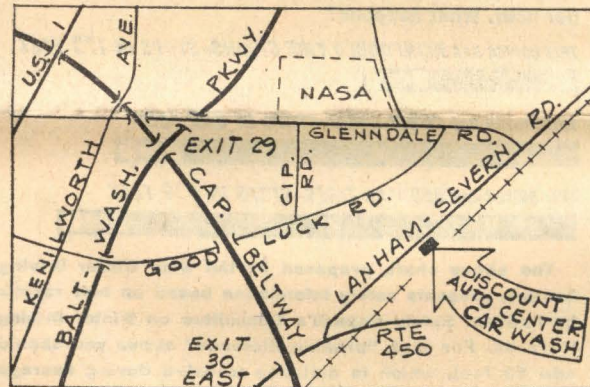 U.S. 1
AVE.
PKWY.
NASA
RD.
GLENNDALE RD.
EXIT 29
CIP. RD.
KENILWORTH
WASH.
CAP
GOOD LUCK RD.
LANHAM-SEVERN
BALT
BELTWAY
DISCOUNT
AUTO CENTER
CAR WASH
RTE
450
EXIT
30
EAST